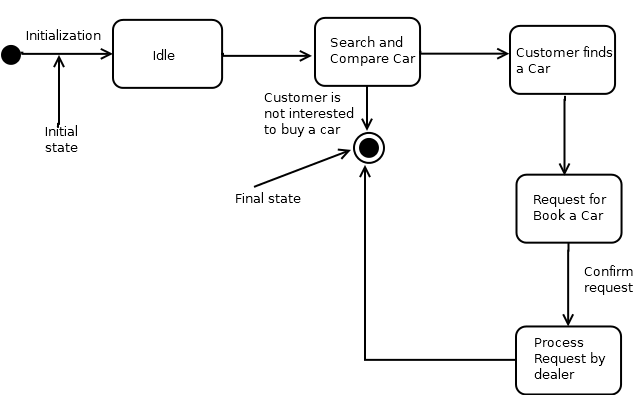 Initialization
Idle
Search and
Compare Car
Customer finds
a Car
Customer is
not interested
to buy a car
Initial
state
Final state
Request for
Book a Car
Confirm
request
Process
Request by
dealer